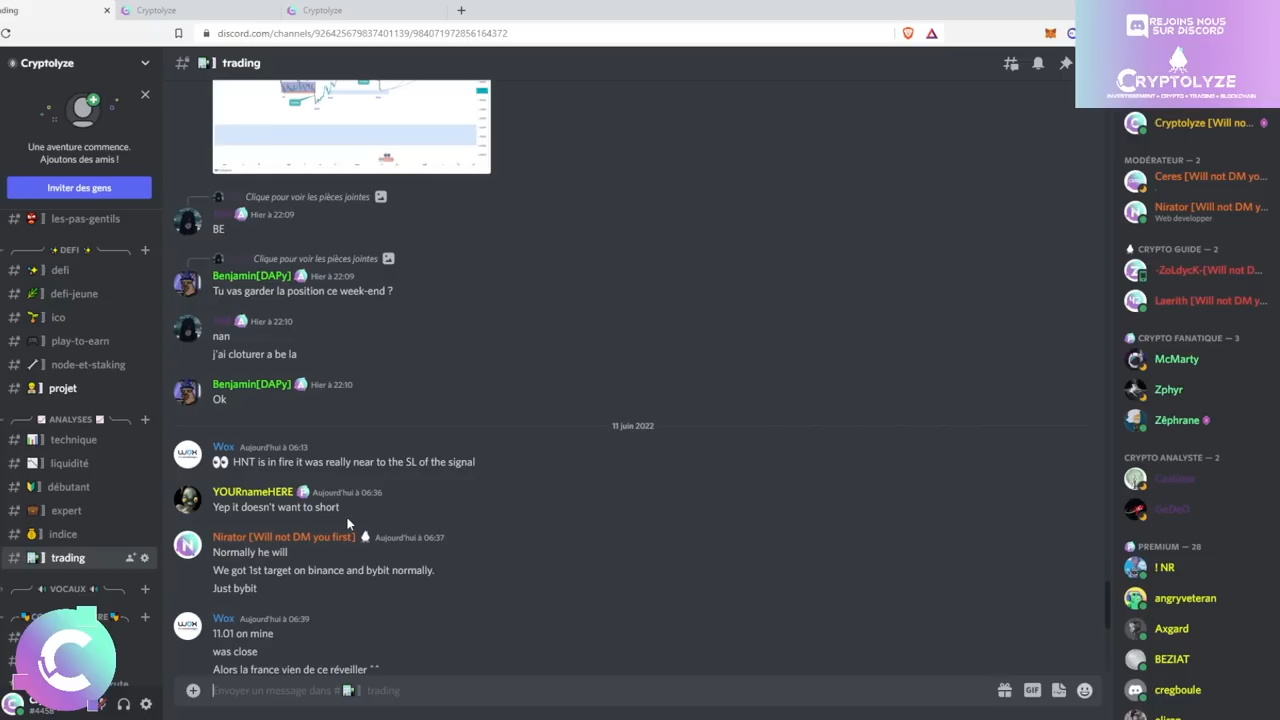 ading
Cryptolyze
Cryptolyze
discord.com/channels/926425679837401139/984071972856164372
REJOINS NOUS
SUR DISCORD
CRYPTOLYZE
INVESTISSEMENT • CRYPTO • TRADING • BLOCKCHAIN
Cryptolyze
Une aventure commence.
Ajoutons des amis !
Inviter des gens
les-pas-gentils
DEFI
defi
defi-jeune
ico
play-to-earn
node-et-staking
projet
ANALYSES
technique
liquidité
débutant
expert
indice
trading
VOCAUX
#4458
trading
Clique pour voir les pièces jointes
Hier à 22:09
BE
Clique pour voir les pièces jointes
Benjamin[DAPy] Hier à 22:09
Tu vas garder la position ce week-end ?
Hier à 22:10
nan
j'ai cloturer a be la
Benjamin[DAPy] Hier à 22:10
Ok
11 juin 2022
Wox Aujourd'hui à 06:13
👀 HNT is in fire it was really near to the SL of the signal
YOURnameHERE Aujourd'hui à 06:36
Yep it doesn't want to short
Nirator [Will not DM you first] Aujourd'hui à 06:37
Normally he will
We got 1st target on binance and bybit normally.
Just bybit
Wox Aujourd'hui à 06:39
11.01 on mine
was close
Alors la france vien de ce réveiller ^^
Envoyer un message dans # trading
GIF
Cryptolyze [Will no...
MODÉRATEUR — 2
Ceres [Will not DM yo...
Nirator [Will not DM y...
Web developper
CRYPTO GUIDE — 2
-ZoLdycK-[Will not D...
Laerith [Will not DM y...
CRYPTO FANATIQUE — 3
McMarty
Zphyr
Zêphrane
CRYPTO ANALYSTE — 2
PREMIUM — 28
! NR
angryveteran
Axgard
BEZIAT
cregboule